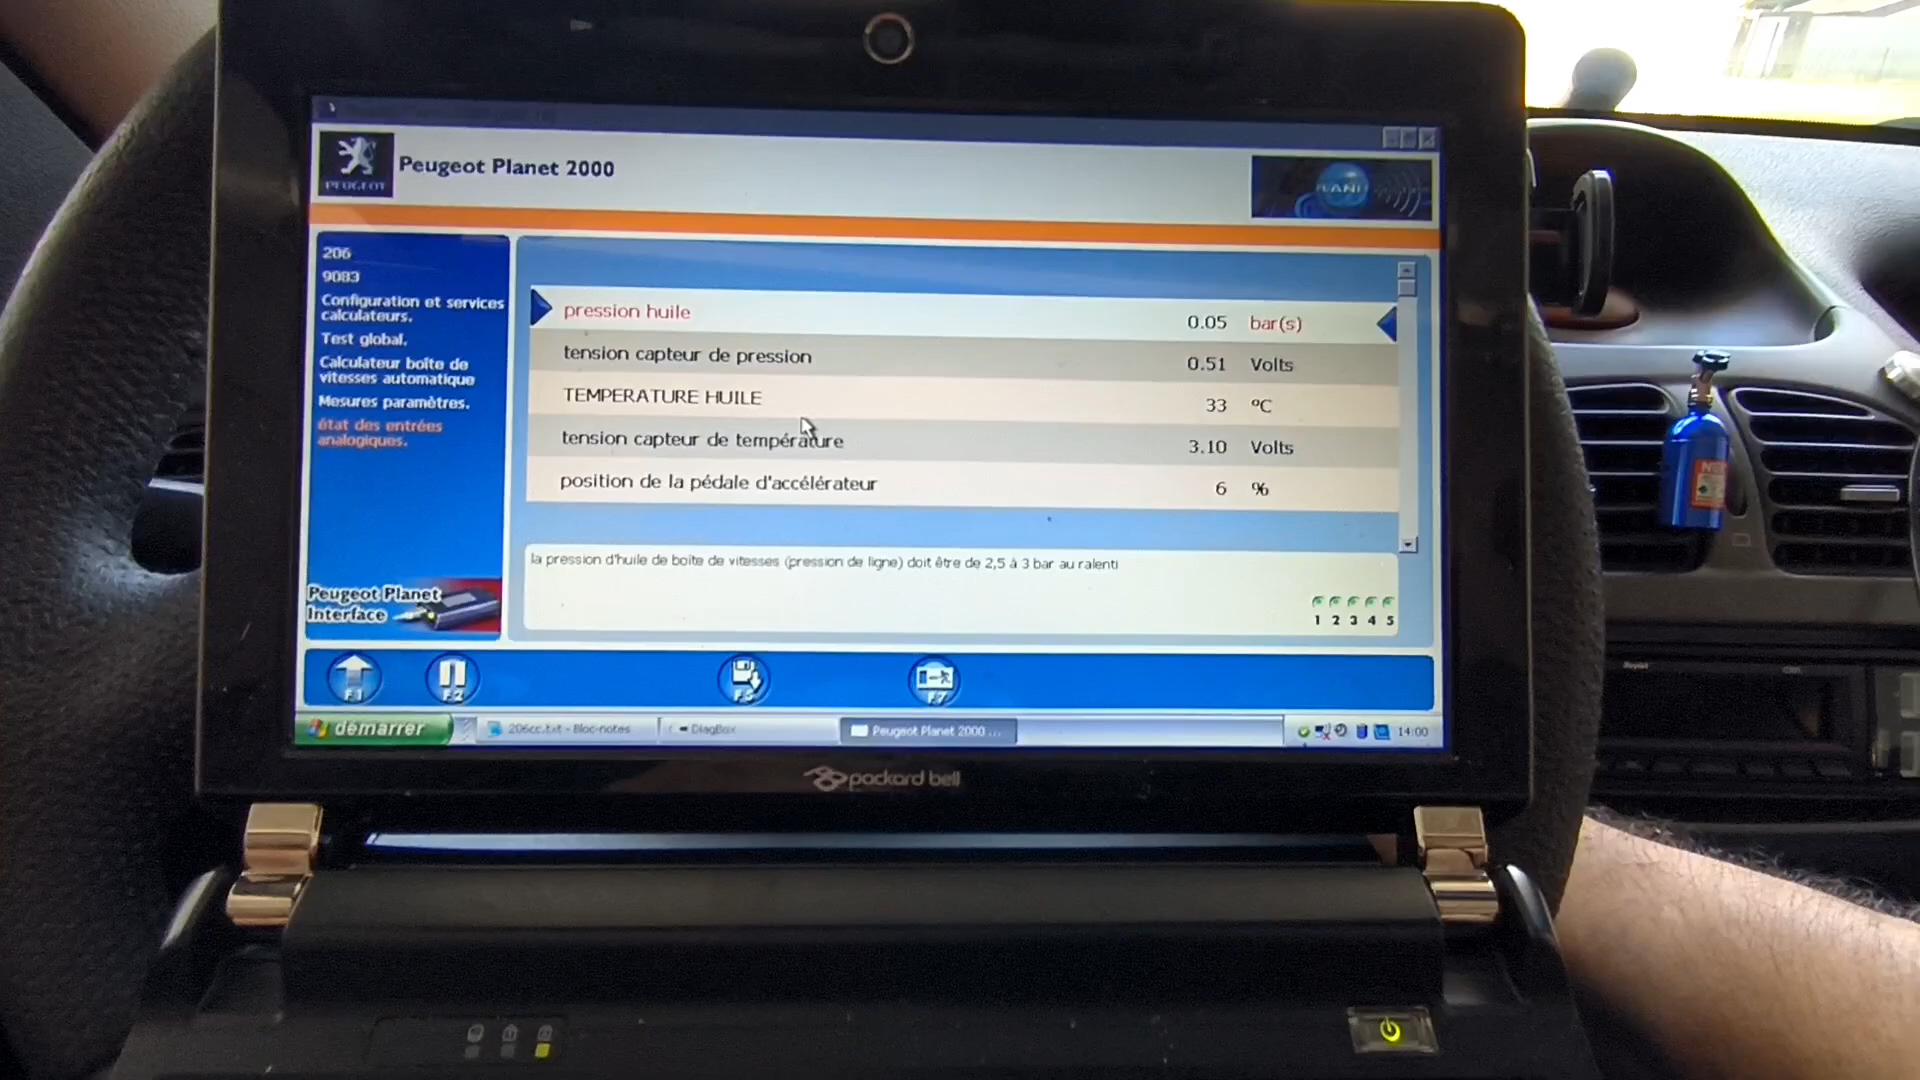 PEUGEOT
Peugeot Planet 2000
PLAN
206
9083
Configuration et services
calculateurs.
Test global.
Calculateur boîte de
vitesses automatique
Mesures paramètres.
état des entrées
analogiques.
pression huile 0.05 bar(s)
tension capteur de pression 0.51 Volts
TEMPERATURE HUILE 33 °C
tension capteur de température 3.10 Volts
position de la pédale d'accélérateur 6 %
la pression d'huile de boîte de vitesses (pression de ligne) doit être de 2,5 à 3 bar au ralenti
1 2 3 4 5
Peugeot Planet
Interface
F1 F2 F5 F7
démarrer 206cc.txt - Bloc-notes DiagBox Peugeot Planet 2000 ... 14:00
packard bell